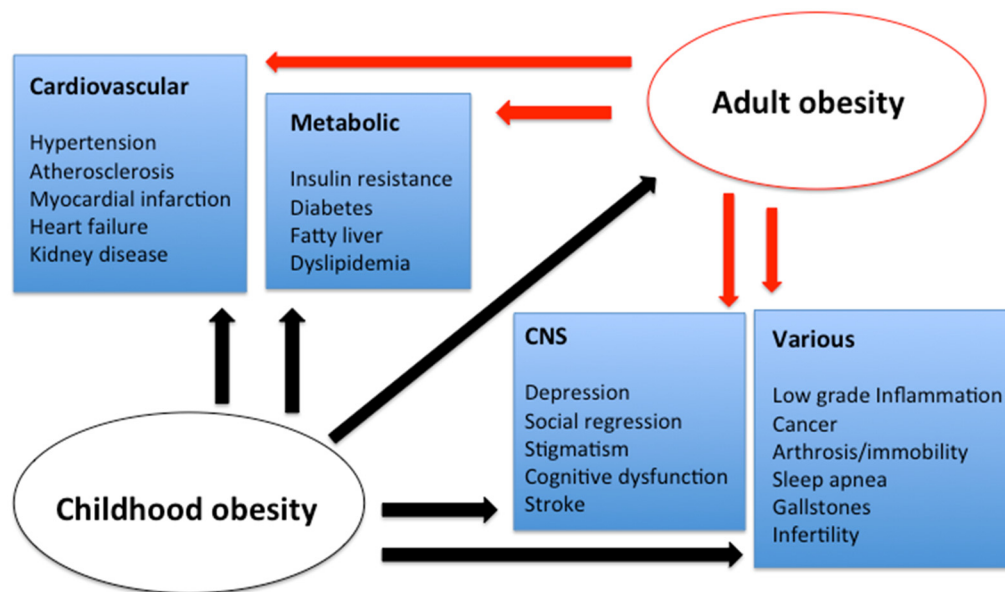 Cardiovascular
Hypertension
Atherosclerosis
Myocardial infarction
Heart failure
Kidney disease
Metabolic
Insulin resistance
Diabetes
Fatty liver
Dyslipidemia
Adult obesity
CNS
Depression
Social regression
Stigmatism
Cognitive dysfunction
Stroke
Various
Low grade Inflammation
Cancer
Arthrosis/immobility
Sleep apnea
Gallstones
Infertility
Childhood obesity